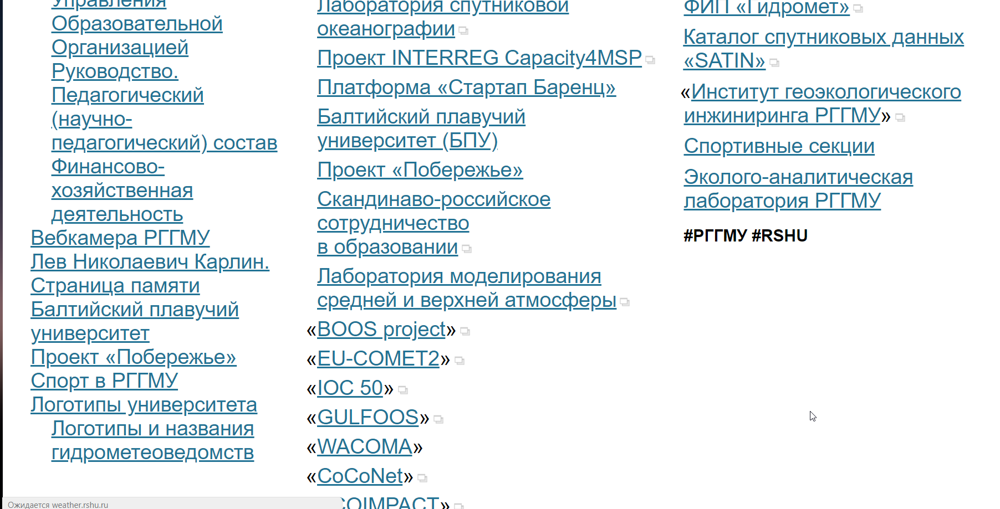 Управления
Образовательной
Организацией
Руководство.
Педагогический
(научно-
педагогический) состав
Финансово-
хозяйственная
деятельность
Вебкамера РГГМУ
Лев Николаевич Карлин.
Страница памяти
Балтийский плавучий
университет
Проект «Побережье»
Спорт в РГГМУ
Логотипы университета
Логотипы и названия
гидрометеоведомств
Лаборатория спутниковой
океанографии
Проект INTERREG Capacity4MSP
Платформа «Стартап Баренц»
Балтийский плавучий
университет (БПУ)
Проект «Побережье»
Скандинаво-российское
сотрудничество
в образовании
Лаборатория моделирования
средней и верхней атмосферы
«BOOS project»
«EU-COMET2»
«IOC 50»
«GULFOOS»
«WACOMA»
«CoCoNet»
COIMPACT»
ФИП «Гидромет»
Каталог спутниковых данных
«SATIN»
«Институт геоэкологического
инжиниринга РГГМУ»
Спортивные секции
Эколого-аналитическая
лаборатория РГГМУ
#РГГМУ #RSHU
Ожидается weather.rshu.ru